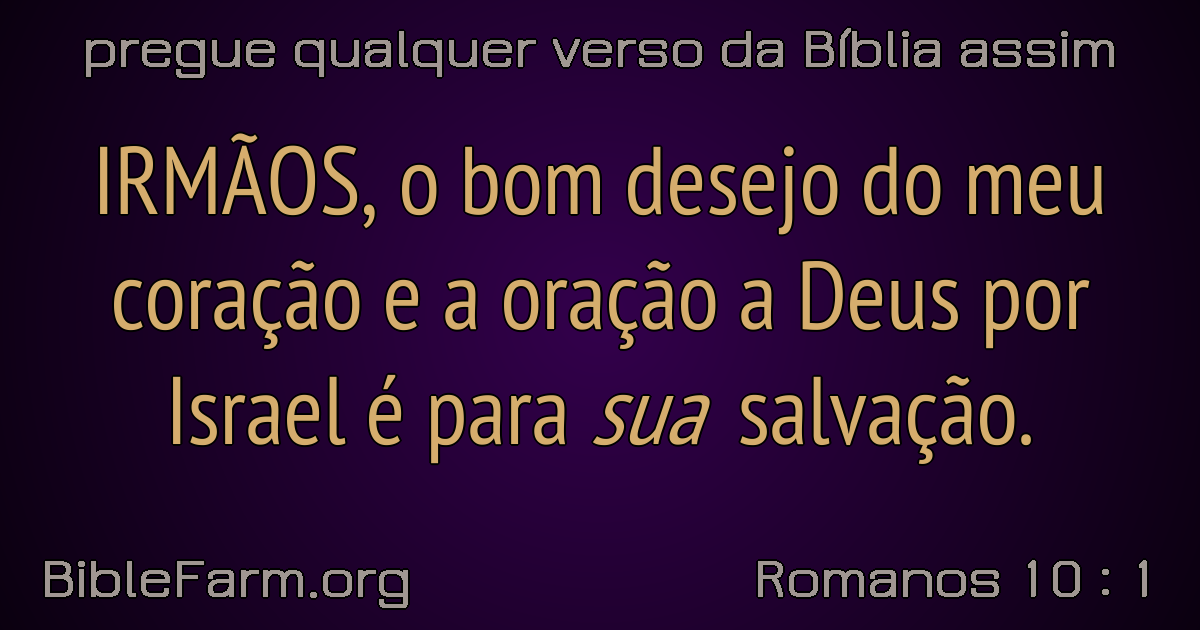 pregue qualquer verso da Bíblia assim
IRMÃOS, o bom desejo do meu
coração e a oração a Deus por
Israel é para sua salvação.
BibleFarm.org
Romanos 10 : 1